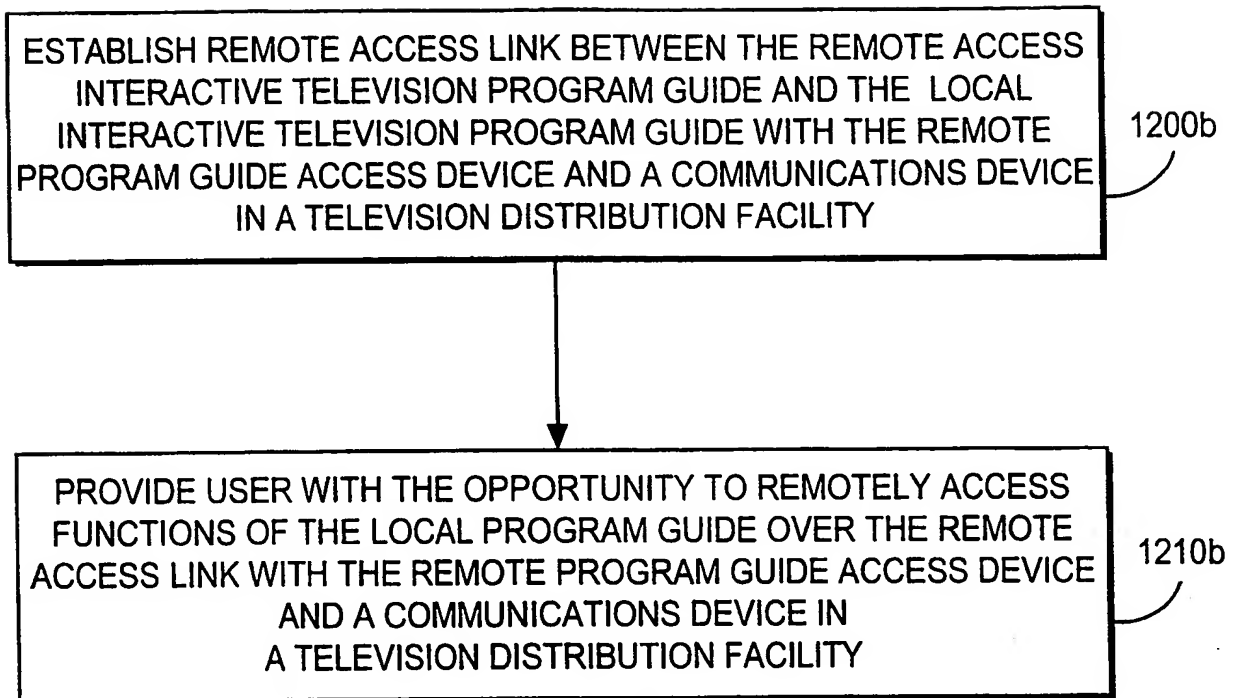 ESTABLISH REMOTE ACCESS LINK BETWEEN THE REMOTE ACCESS
INTERACTIVE TELEVISION PROGRAM GUIDE AND THE LOCAL
INTERACTIVE TELEVISION PROGRAM GUIDE WITH THE REMOTE
PROGRAM GUIDE ACCESS DEVICE AND A COMMUNICATIONS DEVICE
IN A TELEVISION DISTRIBUTION FACILITY
1200b
PROVIDE USER WITH THE OPPORTUNITY TO REMOTELY ACCESS
FUNCTIONS OF THE LOCAL PROGRAM GUIDE OVER THE REMOTE
ACCESS LINK WITH THE REMOTE PROGRAM GUIDE ACCESS DEVICE
AND A COMMUNICATIONS DEVICE IN
A TELEVISION DISTRIBUTION FACILITY
1210b